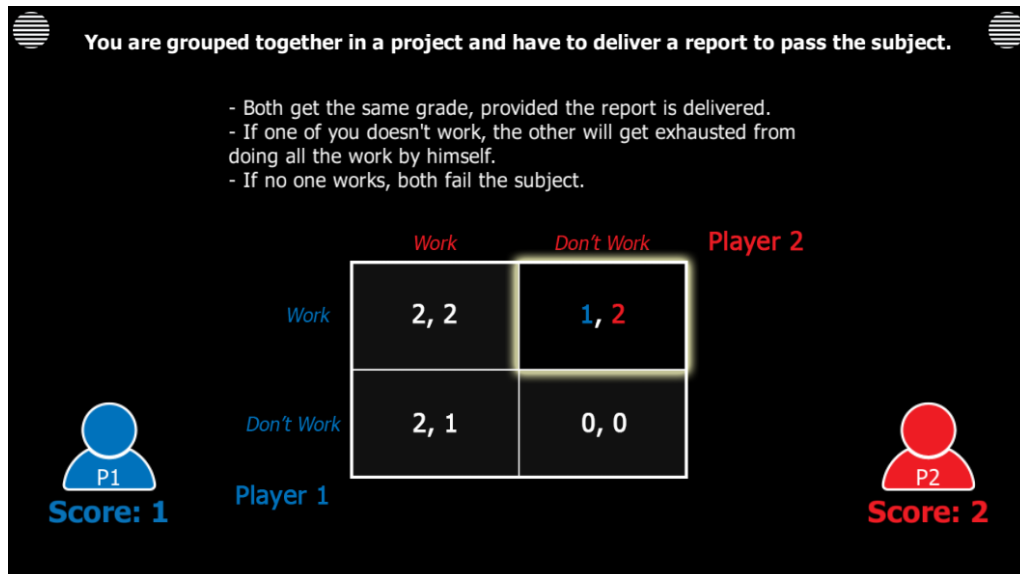 You are grouped together in a project and have to deliver a report to pass the subject.
- Both get the same grade, provided the report is delivered.
- If one of you doesn't work, the other will get exhausted from
doing all the work by himself.
- If no one works, both fail the subject.
Work Don't Work Player 2
Work 2, 2 1, 2
Don't Work 2, 1 0, 0
P1 P2
Player 1
Score: 1 Score: 2